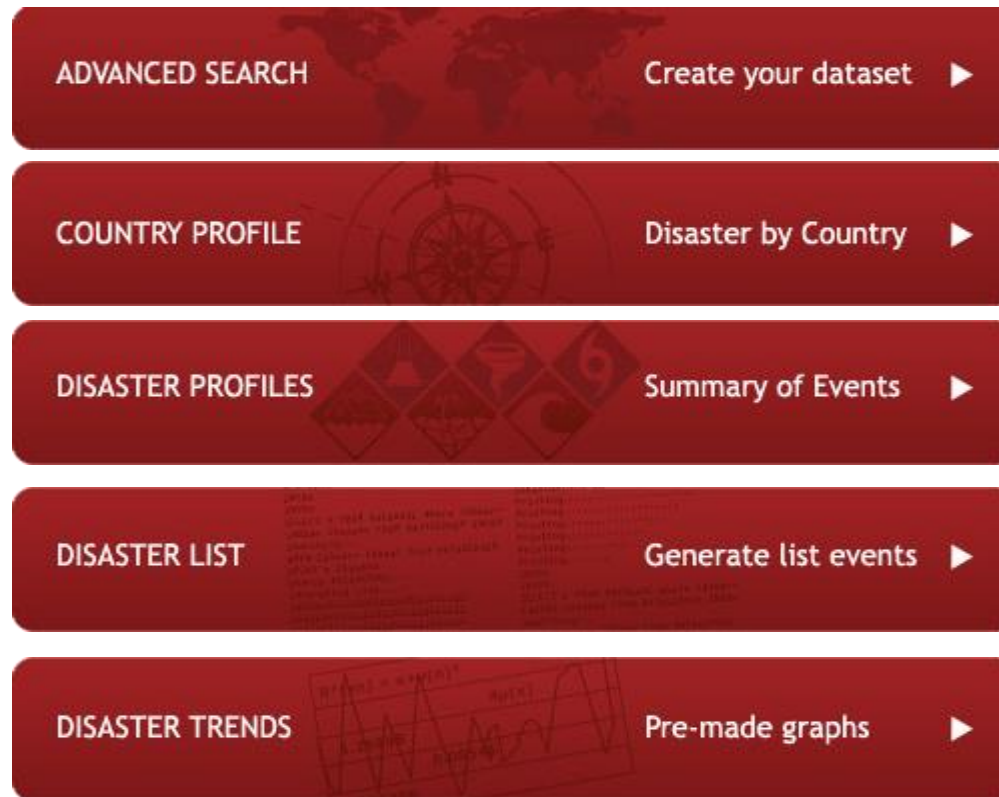 ADVANCED SEARCH Create your dataset
COUNTRY PROFILE Disaster by Country
DISASTER PROFILES Summary of Events
DISASTER LIST Generate list events
DISASTER TRENDS Pre-made graphs